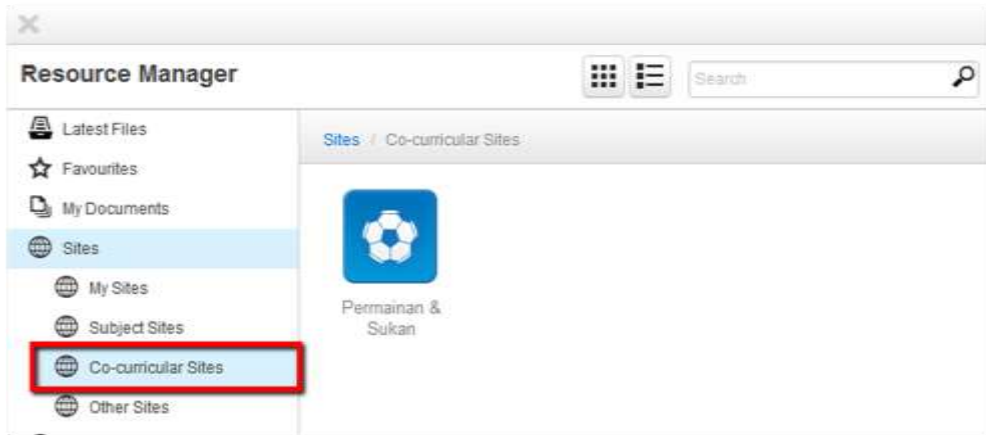 Resource Manager
Search
Latest Files
Favourites
My Documents
Sites
My Sites
Subject Sites
Co-curricular Sites
Other Sites
Sites / Co-curricular Sites
Permainan &
Sukan